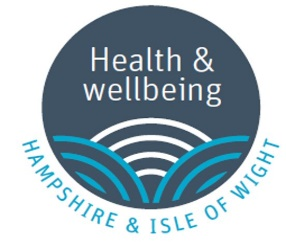 Health &
wellbeing
HAMPSHIRE & ISLE OF WIGHT